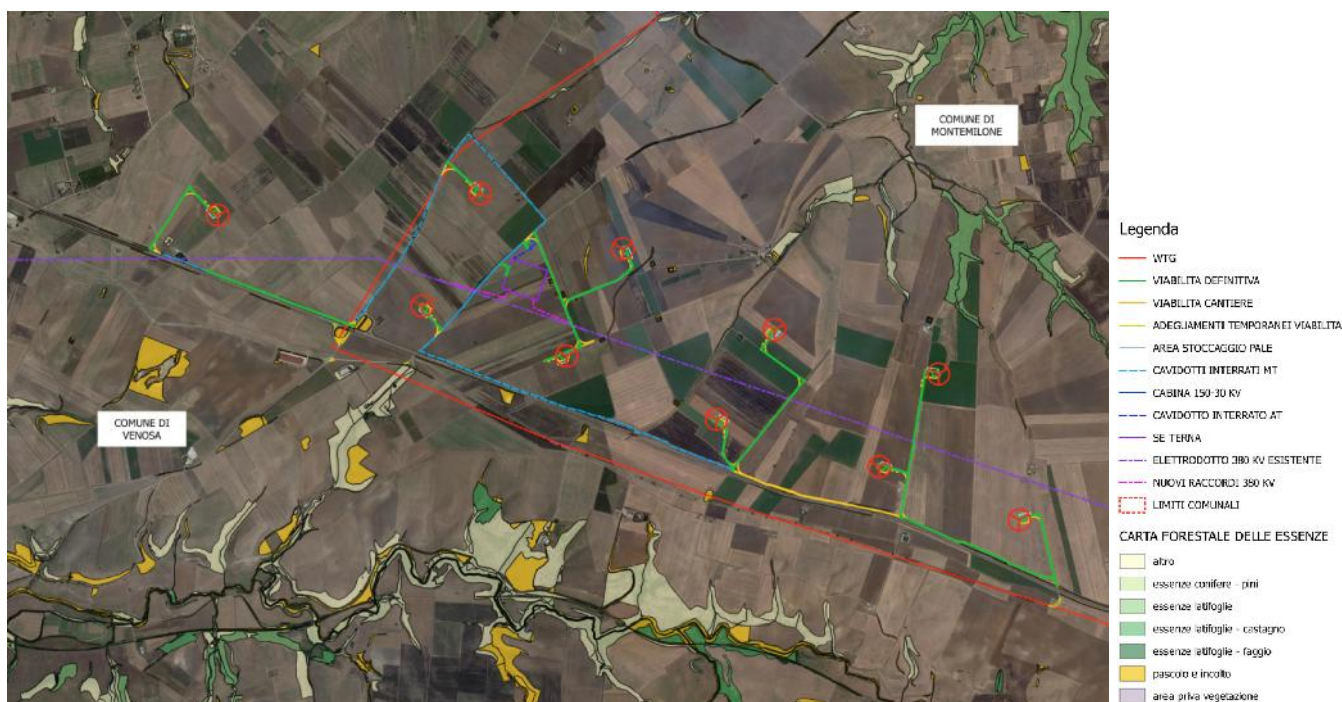 COMUNE DI
MONTEMILONE
COMUNE DI
VENOSA
Legenda
WTG
VIABILITA DEFINITIVA
VIABILITA CANTIERE
ADEGUAMENTI TEMPORANEI VIABILITA
AREA STOCCAGGIO PALE
CAVIDOTTI INTERRATI MT
CABINA 150-30 KV
CAVIDOTTO INTERRATO AT
SE TERNA
ELETTRODOTTO 380 KV ESISTENTE
NUOVI RACCORDI 380 KV
LIMITI COMUNALI
CARTA FORESTALE DELLE ESSENZE
altro
essenze conifere - pini
essenze latifoglie
essenze latifoglie - castagno
essenze latifoglie - faggio
pascolo e incolto
area priva vegetazione